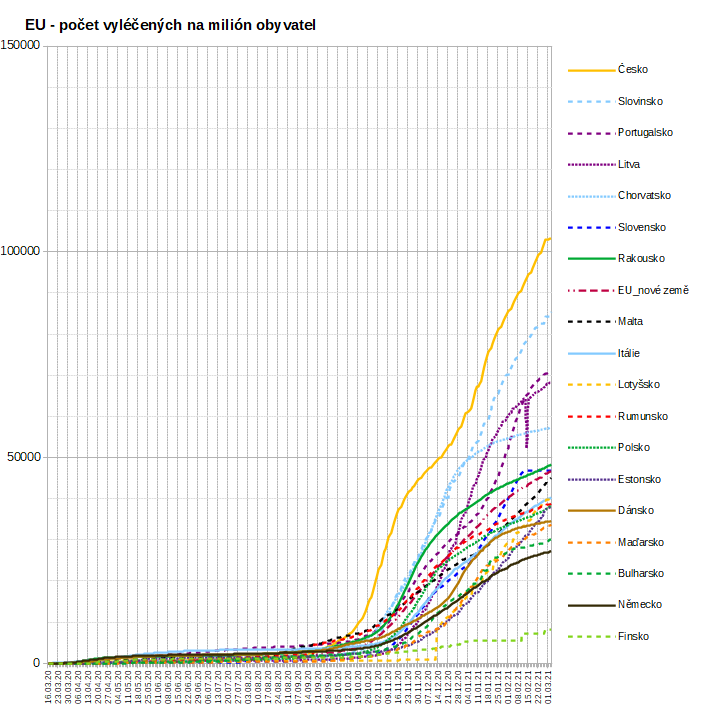 EU - počet vyléčených na milión obyvatel
150000
100000
50000
0
Česko
Slovinsko
Portugalsko
Litva
Chorvatsko
Slovensko
Rakousko
EU_nové země
Malta
Itálie
Lotyšsko
Rumunsko
Polsko
Estonsko
Dánsko
Maďarsko
Bulharsko
Německo
Finsko
16.03.20
23.03.20
30.03.20
06.04.20
13.04.20
20.04.20
27.04.20
04.05.20
11.05.20
18.05.20
25.05.20
01.06.20
08.06.20
15.06.20
22.06.20
29.06.20
06.07.20
13.07.20
20.07.20
27.07.20
03.08.20
10.08.20
17.08.20
24.08.20
31.08.20
07.09.20
14.09.20
21.09.20
28.09.20
05.10.20
12.10.20
19.10.20
26.10.20
02.11.20
09.11.20
16.11.20
23.11.20
30.11.20
07.12.20
14.12.20
21.12.20
28.12.20
04.01.21
11.01.21
18.01.21
25.01.21
01.02.21
08.02.21
15.02.21
22.02.21
01.03.21